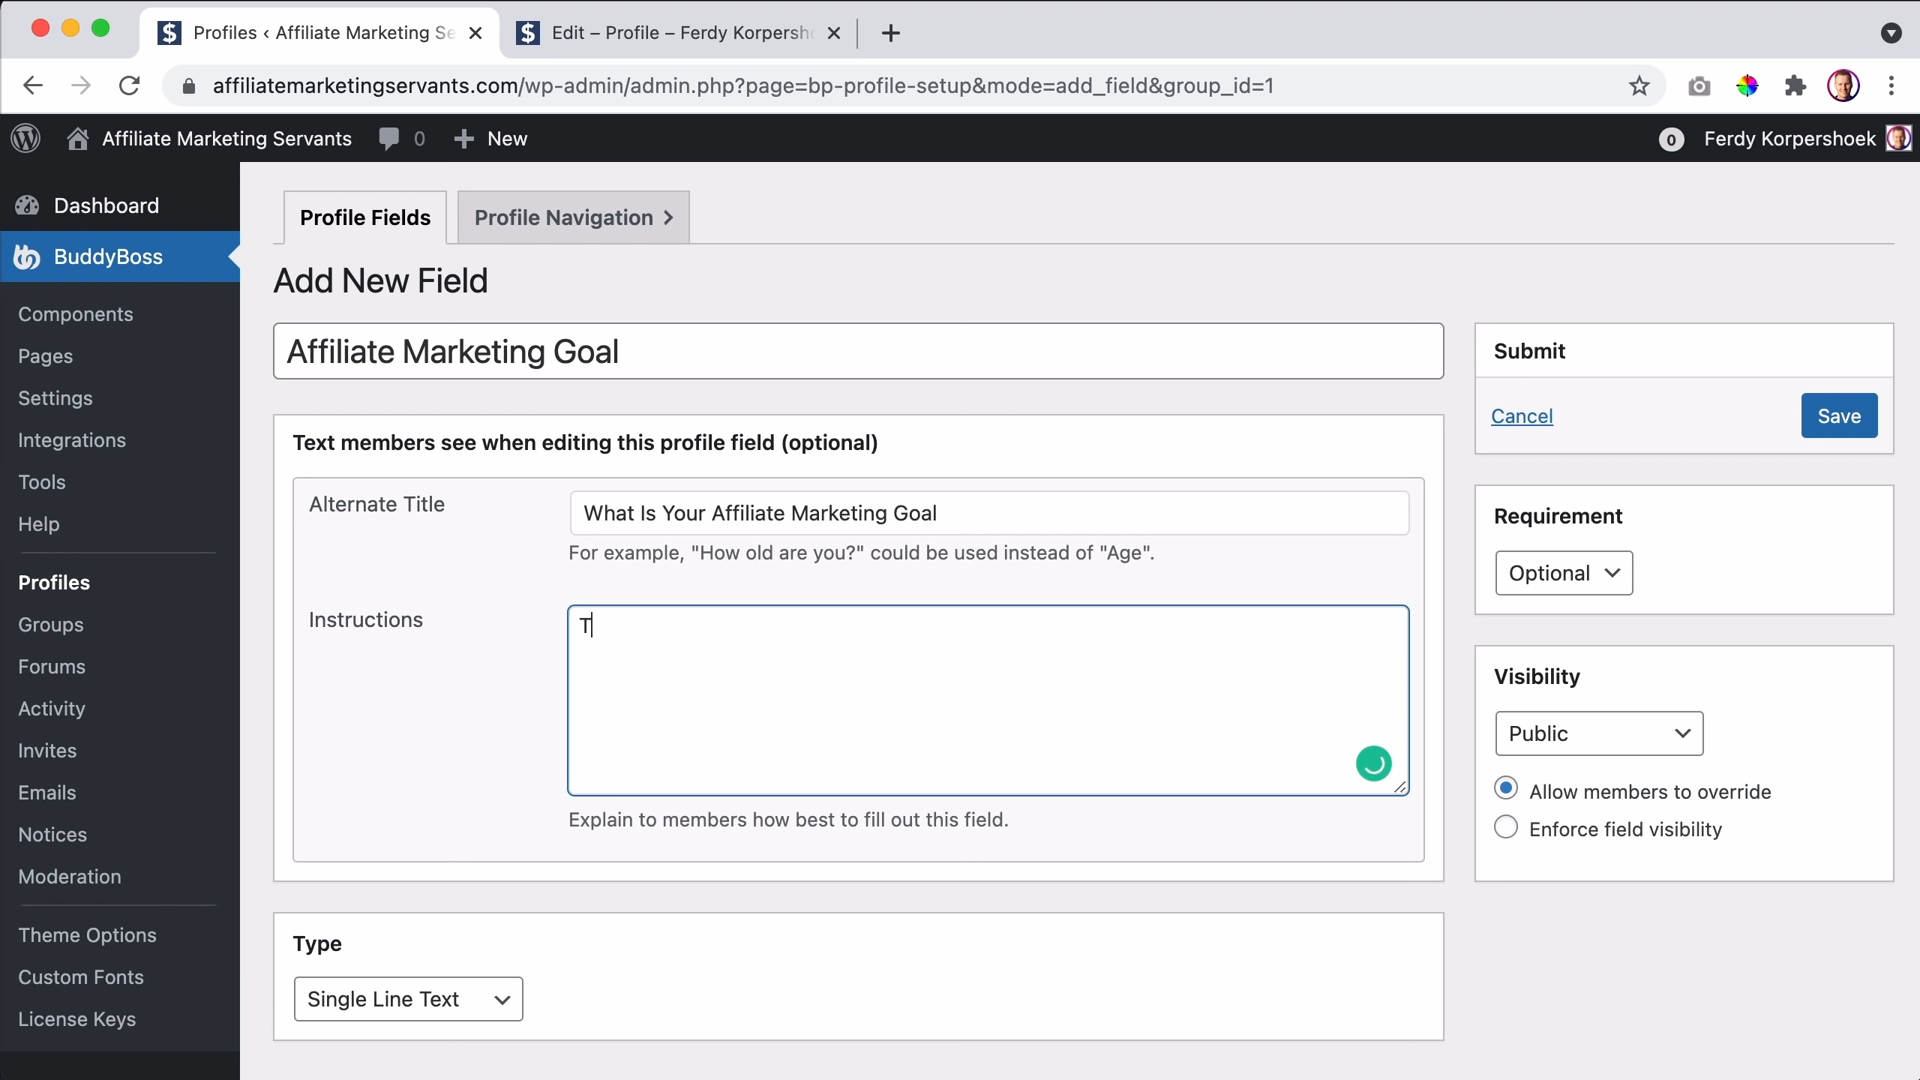 Profiles ‹ Affiliate Marketing Se
Edit – Profile – Ferdy Korpersh
affiliatemarketingservants.com/wp-admin/admin.php?page=bp-profile-setup&mode=add_field&group_id=1
Affiliate Marketing Servants
0
New
0
Ferdy Korpershoek
Dashboard
BuddyBoss
Components
Pages
Settings
Integrations
Tools
Help
Profiles
Groups
Forums
Activity
Invites
Emails
Notices
Moderation
Theme Options
Custom Fonts
License Keys
Profile Fields
Profile Navigation
Add New Field
Affiliate Marketing Goal
Text members see when editing this profile field (optional)
Alternate Title
What Is Your Affiliate Marketing Goal
For example, "How old are you?" could be used instead of "Age".
Instructions
T
Explain to members how best to fill out this field.
Type
Single Line Text
Submit
Cancel
Save
Requirement
Optional
Visibility
Public
Allow members to override
Enforce field visibility